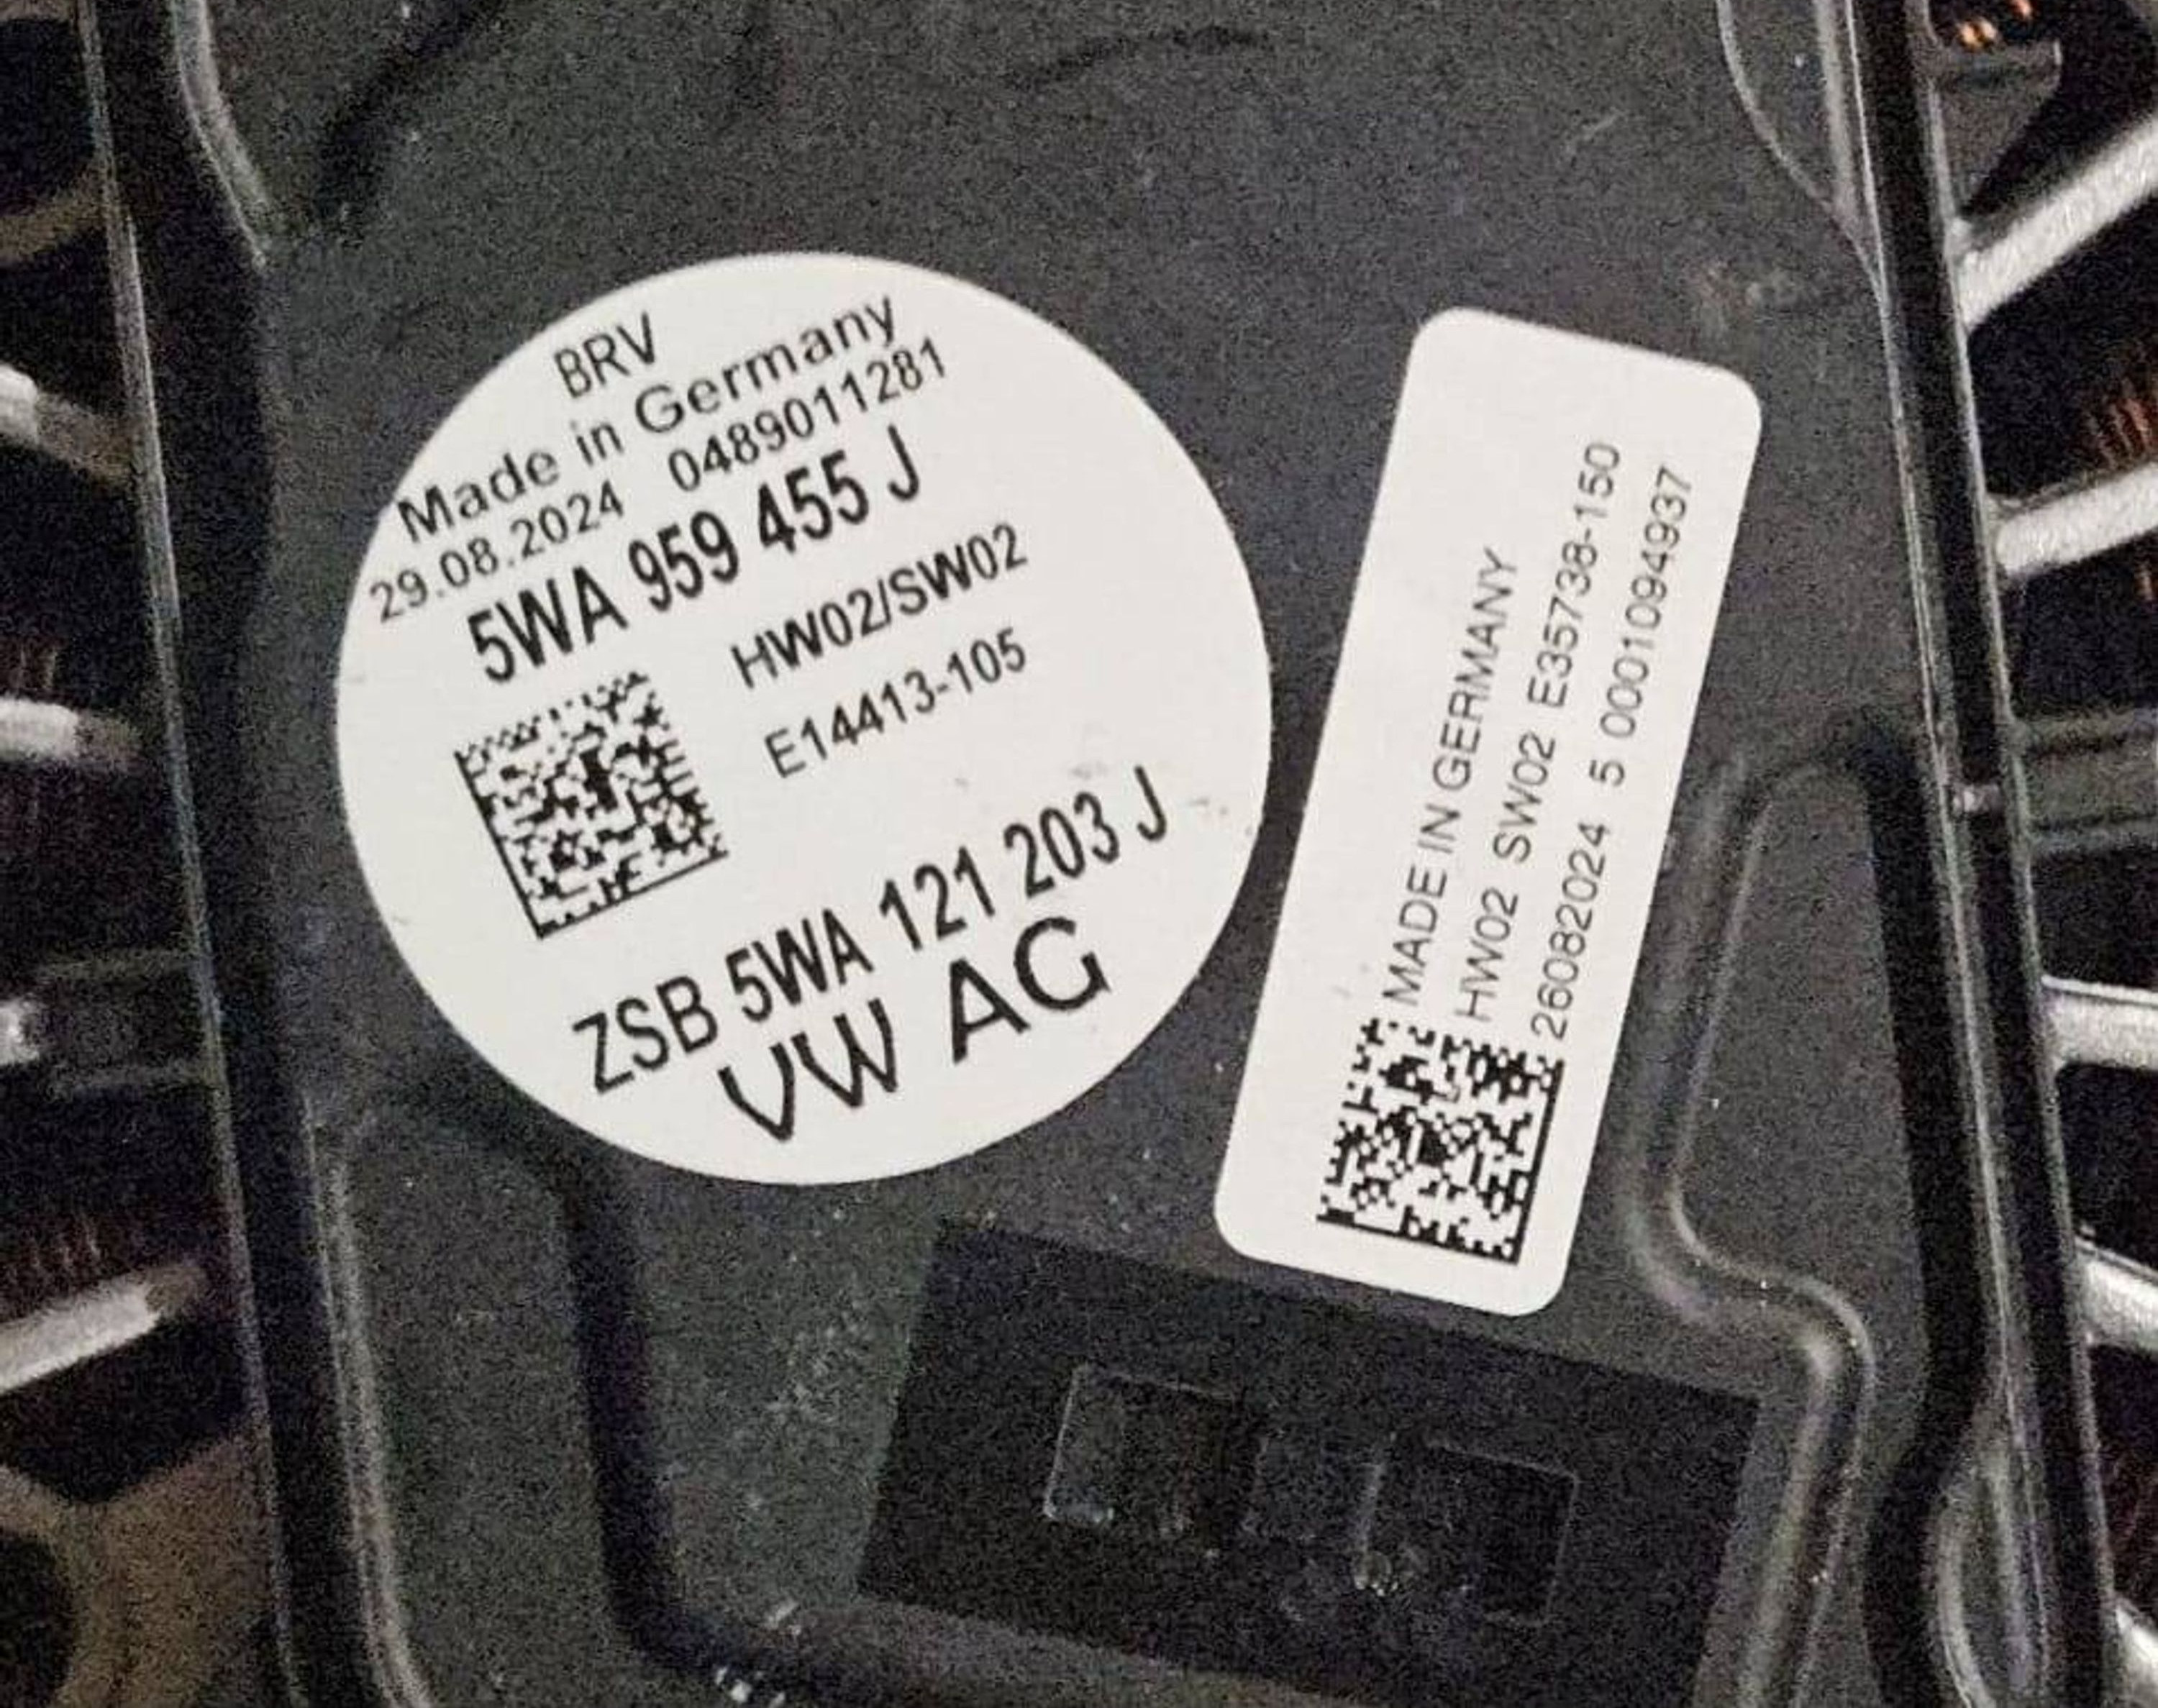 BRV
Made in Germany
29.08.2024 0489011281
5WA 959 455 J
HW02/SW02
E14413-105
ZSB 5WA 121 203 J
VW AG
MADE IN GERMANY
HW02 SW02 E35738-150
26082024 5 0001094937